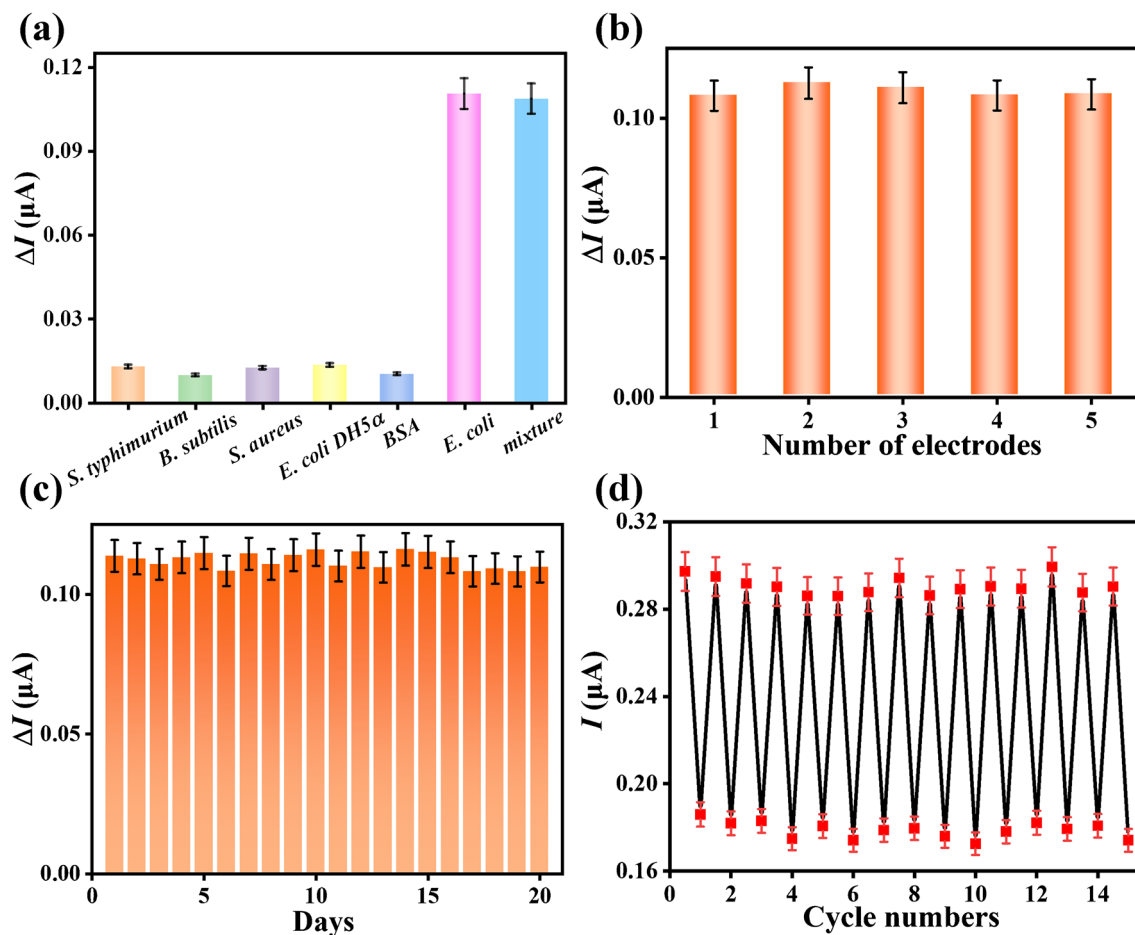 (a)
0.12
0.09
0.06
0.03
0.00
ΔI (μA)
S. typhimurium
B. subtilis
S. aureus
E. coli DH5α
BSA
E. coli
mixture
(b)
0.10
0.05
0.00
ΔI (μA)
1 2 3 4 5
Number of electrodes
(c)
0.10
0.05
0.00
ΔI (μA)
0 5 10 15 20
Days
(d)
0.32
0.28
0.24
0.20
0.16
I (μA)
0 2 4 6 8 10 12 14
Cycle numbers